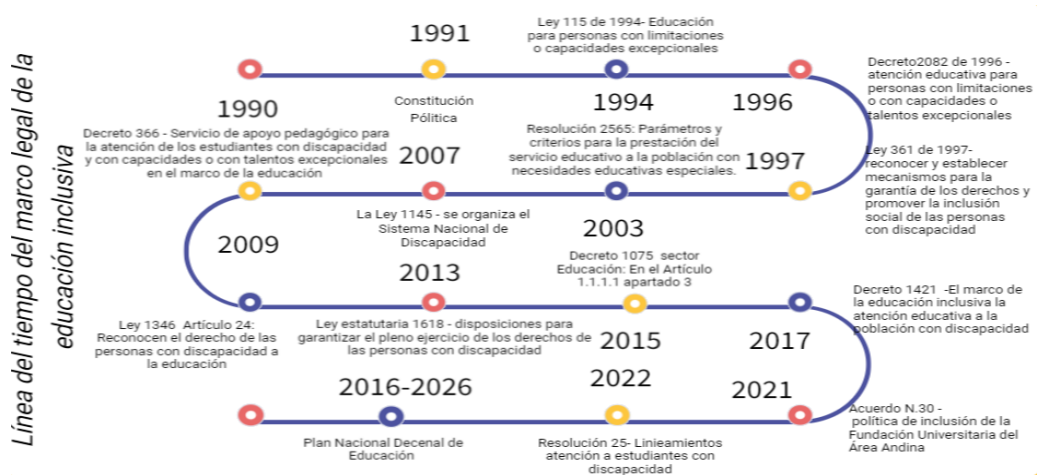 Línea del tiempo del marco legal de la
educación inclusiva
1990
1991
Constitución
Pólitica
Ley 115 de 1994- Educación
para personas con limitaciones
o capacidades excepcionales
1994
1996
Decreto2082 de 1996 -
atención educativa para
personas con limitaciones
o con capacidades o
talentos excepcionales
1997
Ley 361 de 1997-
reconocer y establecer
mecanismos para la
garantía de los derechos y
promover la inclusión
social de las personas
con discapacidad
Resolución 2565: Parámetros y
criterios para la prestación del
servicio educativo a la población con
necesidades educativas especiales.
2003
2007
La Ley 1145 - se organiza el
Sistema Nacional de
Discapacidad
Decreto 366 - Servicio de apoyo pedagógico para
la atención de los estudiantes con discapacidad
y con capacidades o con talentos excepcionales
en el marco de la educación
2009
Ley 1346  Artículo 24:
Reconocen el derecho de las
personas con discapacidad a
la educación
2013
Ley estatutaria 1618 - disposiciones para
garantizar el pleno ejercicio de los derechos de
las personas con discapacidad
Decreto 1075  sector
Educación: En el Artículo
1.1.1.1 apartado 3
2015
2017
Decreto 1421  -El marco de
la educación inclusiva la
atención educativa a la
población con discapacidad
2021
Acuerdo N.30 -
política de inclusión de la
Fundación Universitaria del
Área Andina
2022
Resolución 25- Linieamientos
atención a estudiantes con
discapacidad
2016-2026
Plan Nacional Decenal de
Educación